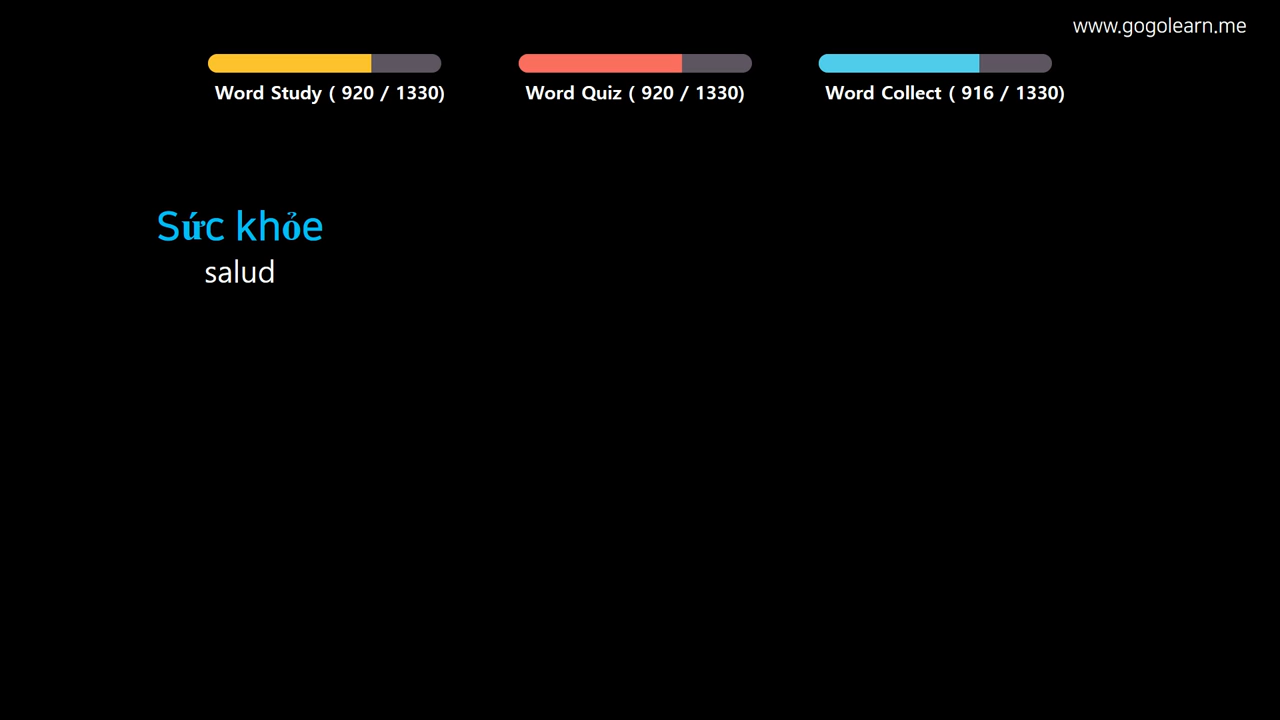 www.gogolearn.me
Word Study ( 920 / 1330)
Word Quiz ( 920 / 1330)
Word Collect ( 916 / 1330)
Sức khỏe
salud